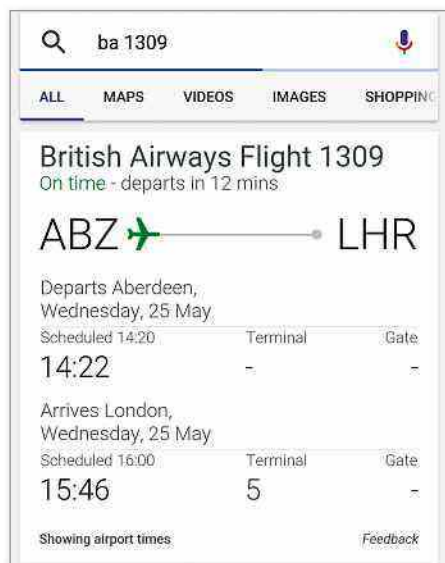 ba 1309
ALL MAPS VIDEOS IMAGES SHOPPING
British Airways Flight 1309
On time - departs in 12 mins
ABZ LHR
Departs Aberdeen,
Wednesday, 25 May
Scheduled 14:20 Terminal Gate
14:22 - -
Arrives London,
Wednesday, 25 May
Scheduled 16:00 Terminal Gate
15:46 5 -
Showing airport times Feedback